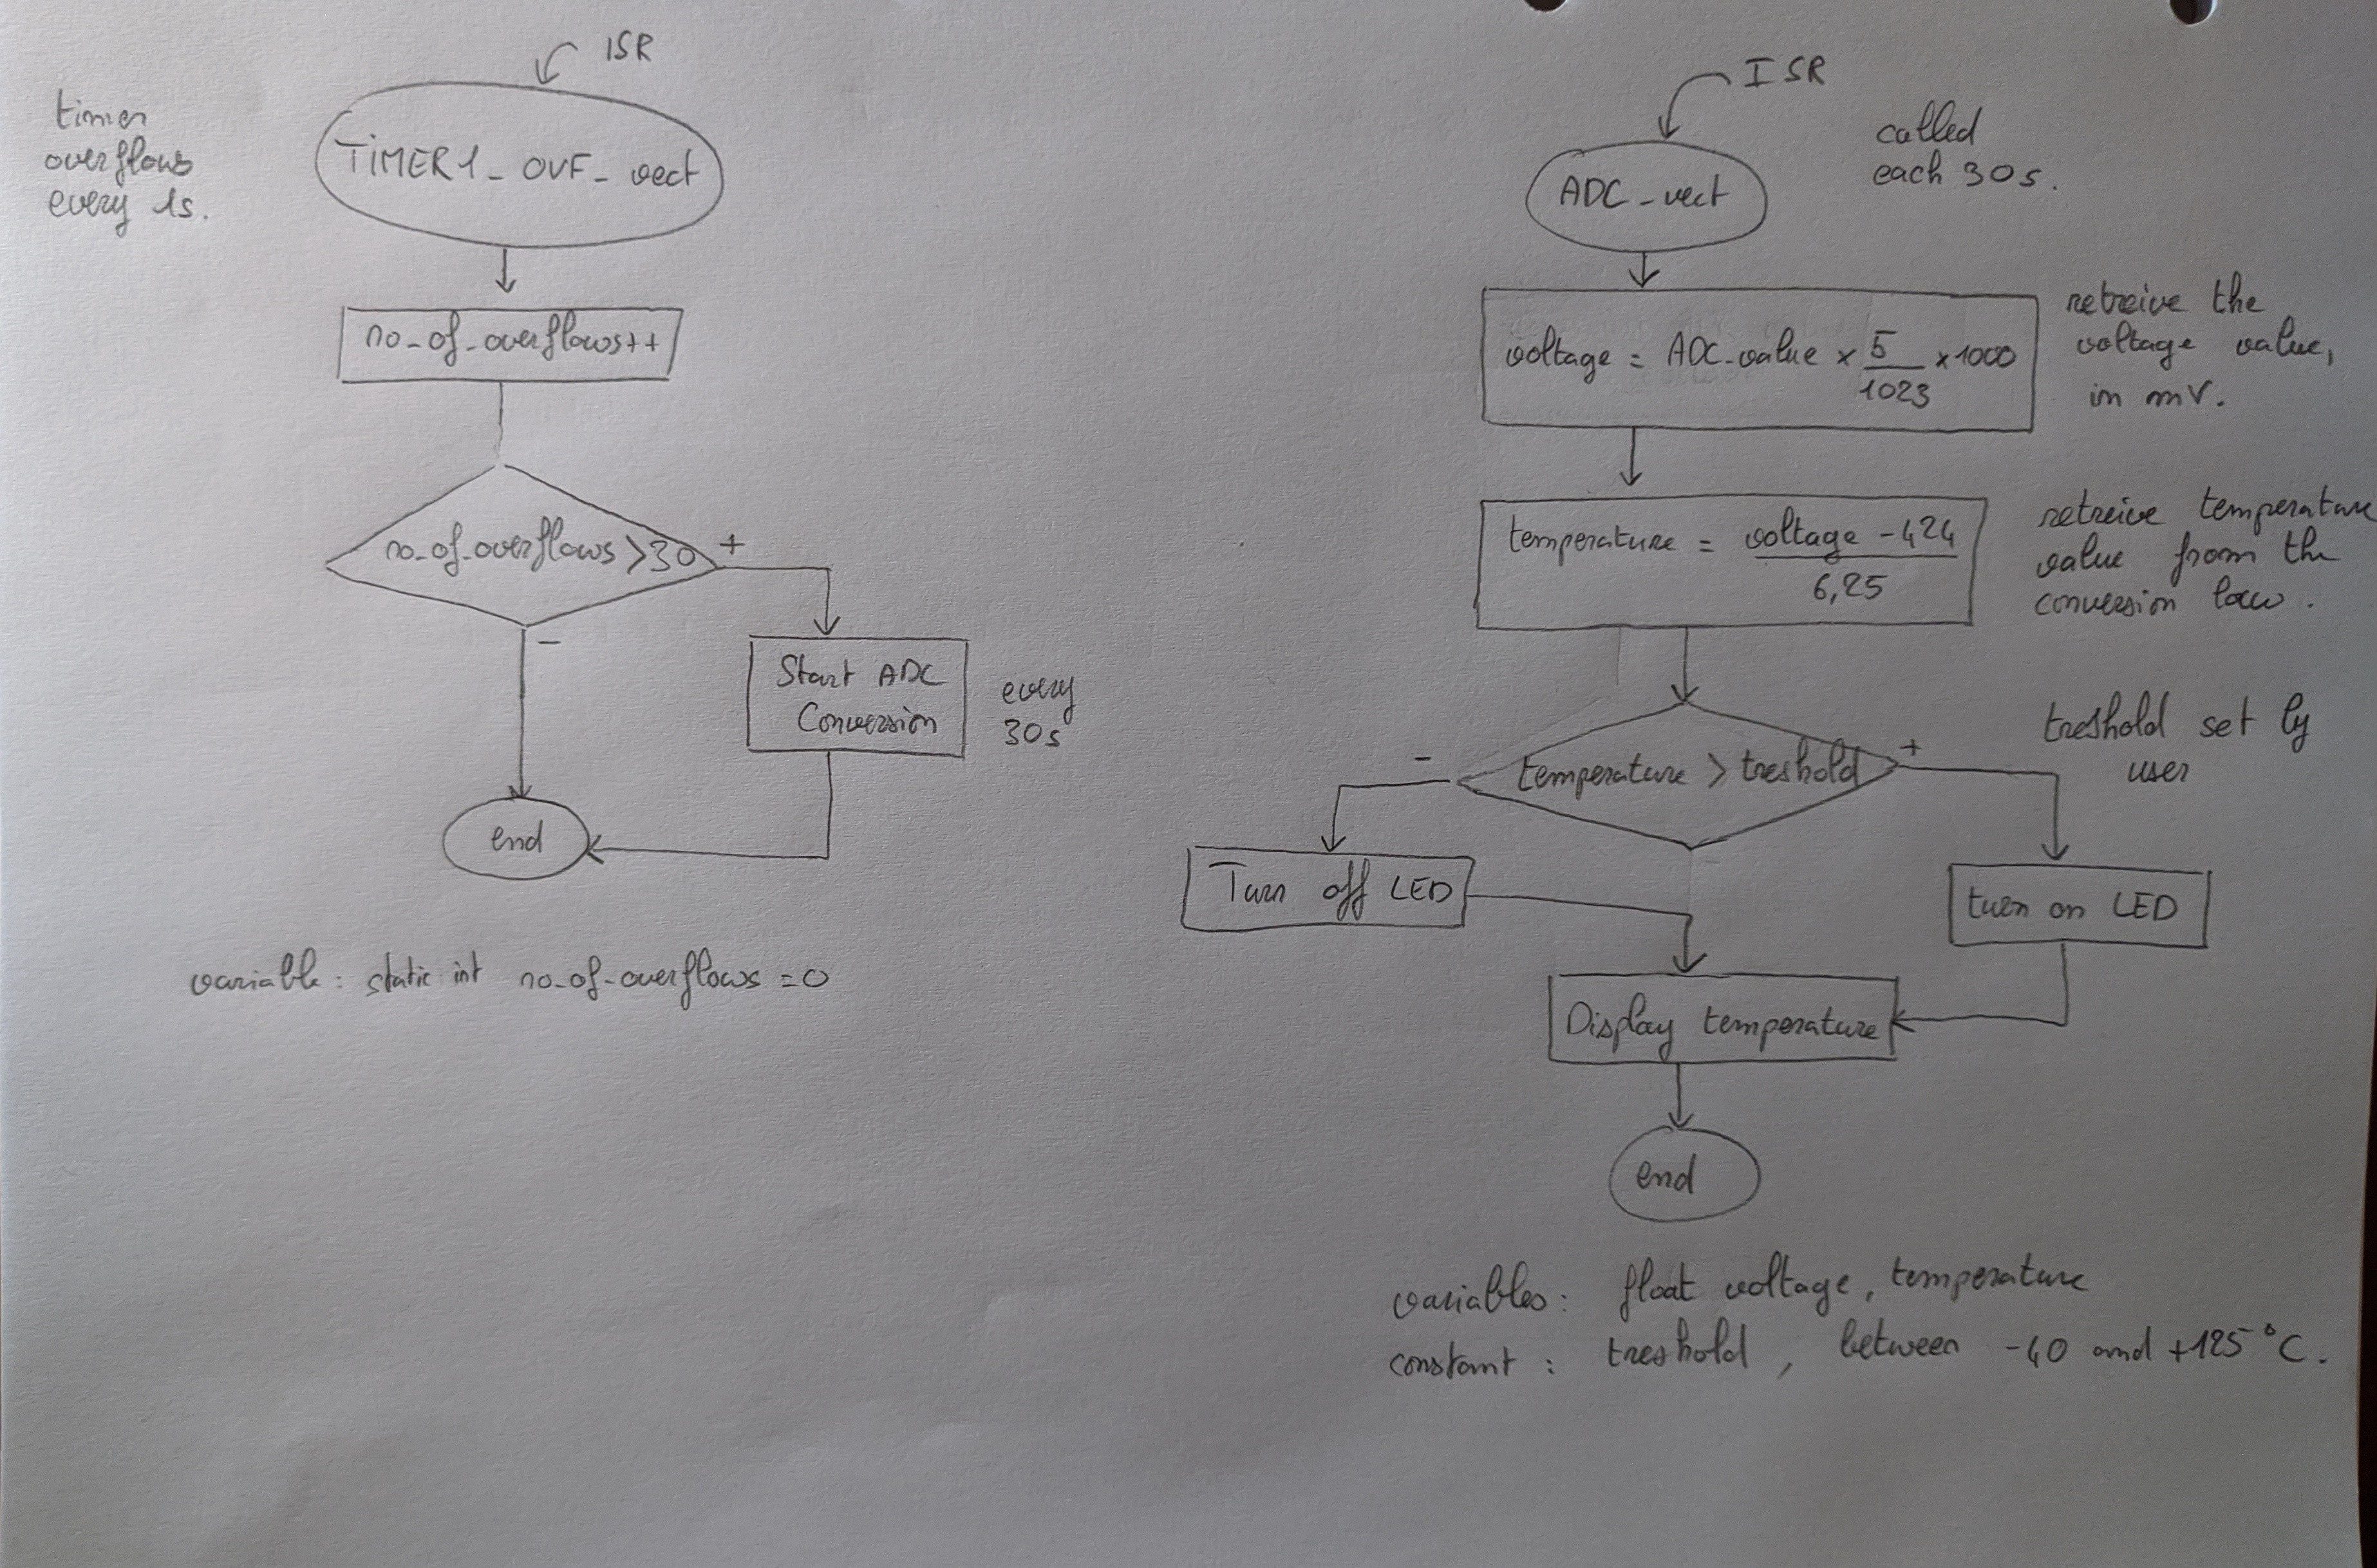 ISR
timer
overflows
every 1s.
TIMER1_OVF_vect
no_of_overflows++
no_of_overflows >30
+
-
Start ADC
Conversion
every
30s
end
variable: static int no_of_overflows =0
ISR
called
each 30s.
ADC_vect
voltage = ADC_value × 5/1023 ×1000
retreive the
voltage value,
in mV.
temperature = voltage -424
6,25
retreive temperature
value from the
conversion law.
temperature > treshold
-
+
treshold set by
user
Turn off LED
turn on LED
Display temperature
end
variables: float voltage, temperature
constant: treshold, between -40 and +125°C.